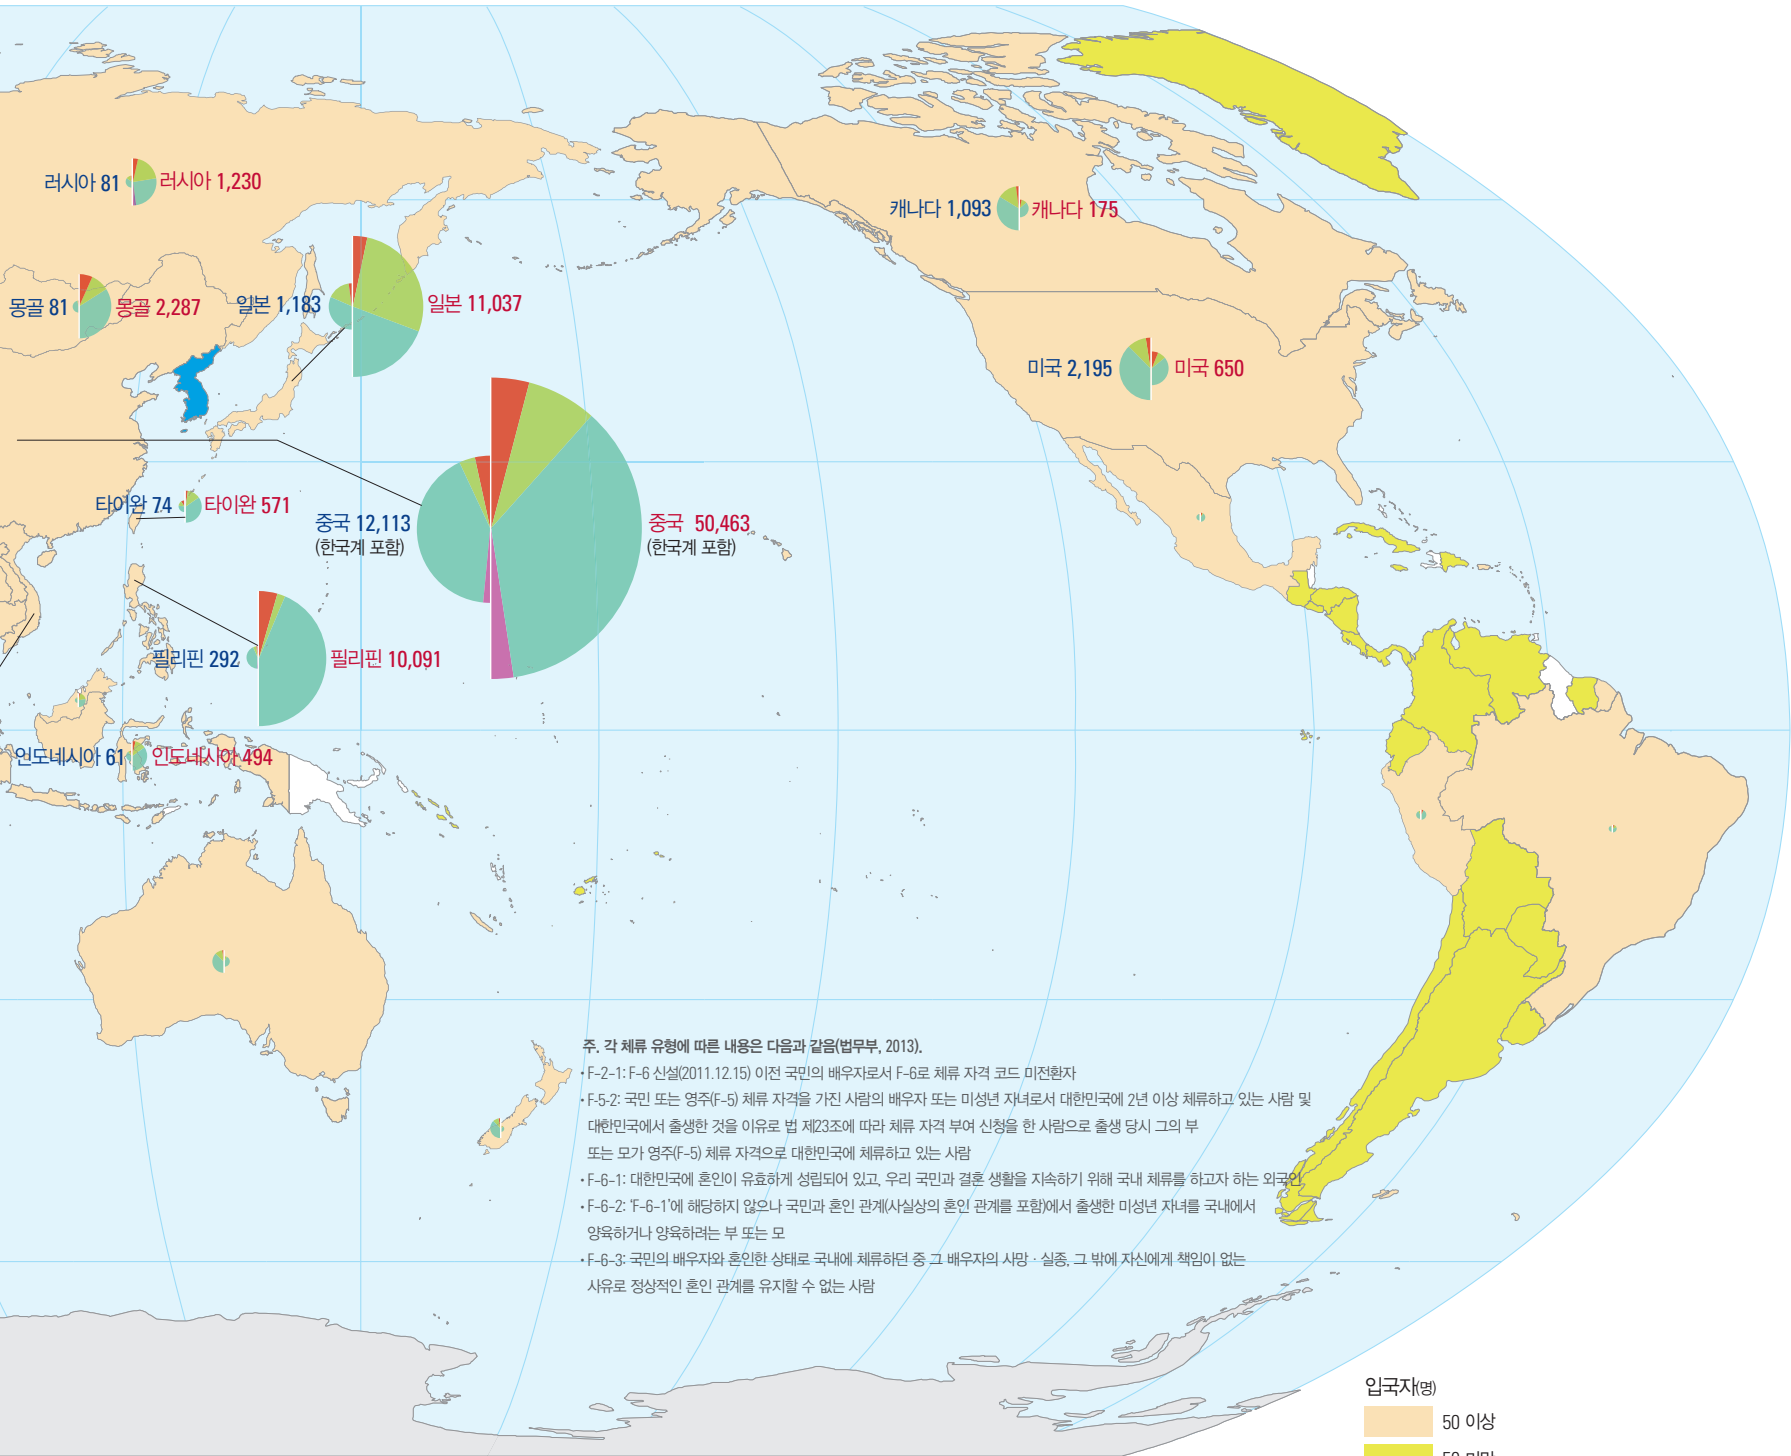 러시아 81
러시아 1,230
캐나다 1,093
캐나다 175
몽골 81
몽골 2,287
일본 1,183
일본 11,037
미국 2,195
미국 650
타이완 74
타이완 571
중국 12,113
(한국계 포함)
중국 50,463
(한국계 포함)
필리핀 292
필리핀 10,091
인도네시아 61
인도네시아 494
주. 각 체류 유형에 따른 내용은 다음과 같음(법무부, 2013).
• F-2-1: F-6 신설(2011.12.15) 이전 국민의 배우자로서 F-6로 체류 자격 코드 미전환자
• F-5-2: 국민 또는 영주(F-5) 체류 자격을 가진 사람의 배우자 또는 미성년 자녀로서 대한민국에 2년 이상 체류하고 있는 사람 및
대한민국에서 출생한 것을 이유로 법 제23조에 따라 체류 자격 부여 신청을 한 사람으로 출생 당시 그의 부
또는 모가 영주(F-5) 체류 자격으로 대한민국에 체류하고 있는 사람
• F-6-1: 대한민국에 혼인이 유효하게 성립되어 있고, 우리 국민과 결혼 생활을 지속하기 위해 국내 체류를 하고자 하는 외국인
• F-6-2: ‘F-6-1’에 해당하지 않으나 국민과 혼인 관계(사실상의 혼인 관계를 포함)에서 출생한 미성년 자녀를 국내에서
양육하거나 양육하려는 부 또는 모
• F-6-3: 국민의 배우자와 혼인한 상태로 국내에 체류하던 중 그 배우자의 사망 · 실종, 그 밖에 자신에게 책임이 없는
사유로 정상적인 혼인 관계를 유지할 수 없는 사람
입국자(명)
50 이상
50 미만